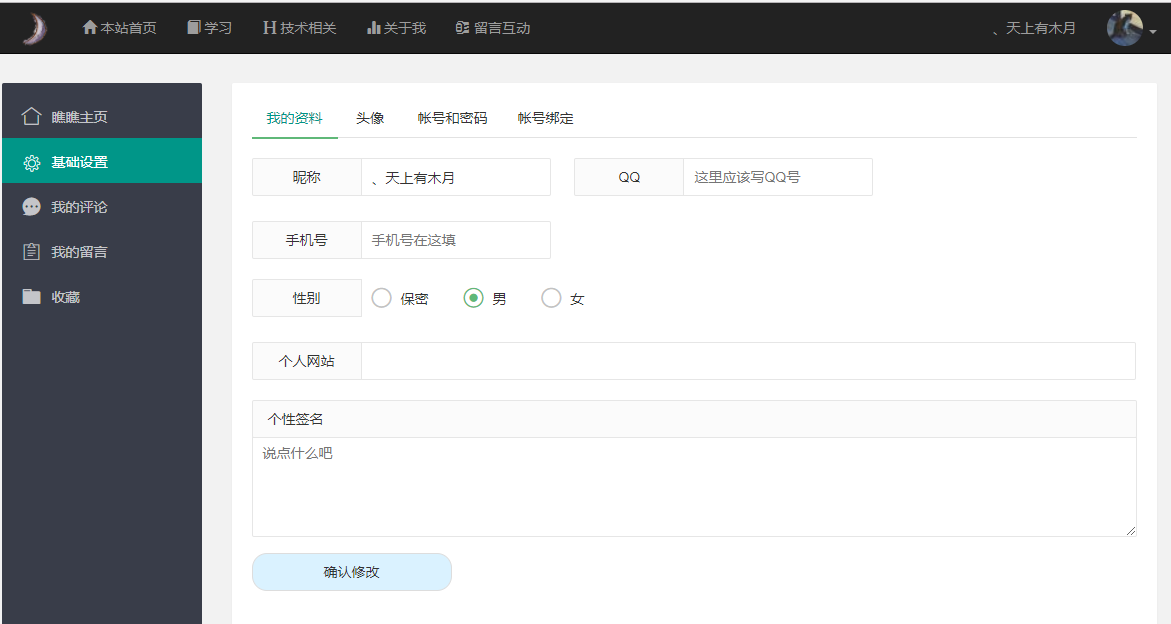 本站首页 学习 H 技术相关 关于我 留言互动 、天上有木月
瞧瞧主页
基础设置
我的评论
我的留言
收藏
我的资料 头像 帐号和密码 帐号绑定
昵称 、天上有木月 QQ 这里应该写QQ号
手机号 手机号在这填
性别 保密 男 女
个人网站
个性签名
说点什么吧
确认修改